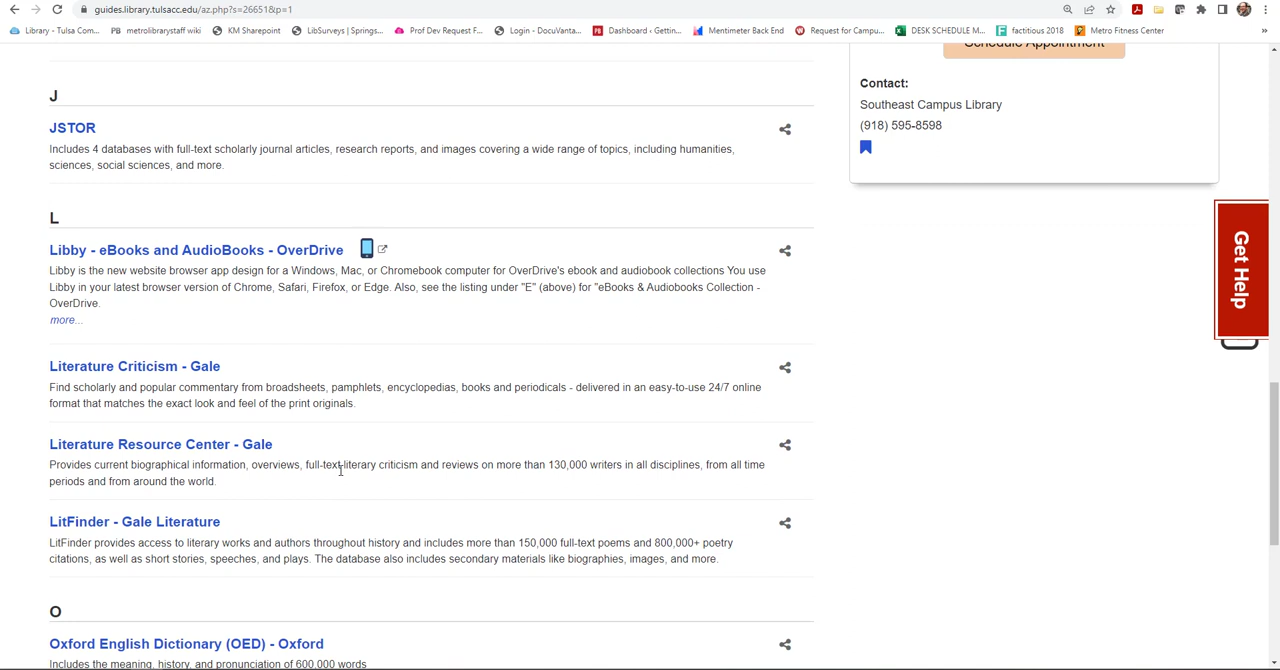 guides.library.tulsacc.edu/az.php?s=26651&p=1
Library - Tulsa Com...
PB metrolibrarystaff wiki
KM Sharepoint
LibSurveys | Springs...
Prof Dev Request F...
Login - DocuVanta...
Dashboard ‹ Gettin...
Mentimeter Back End
Request for Campu...
DESK SCHEDULE M...
factitious 2018
Metro Fitness Center
»
Schedule Appointment
Contact:
Southeast Campus Library
(918) 595-8598
Get Help
J
JSTOR
Includes 4 databases with full-text scholarly journal articles, research reports, and images covering a wide range of topics, including humanities,
sciences, social sciences, and more.
L
Libby - eBooks and AudioBooks - OverDrive
Libby is the new website browser app design for a Windows, Mac, or Chromebook computer for OverDrive's ebook and audiobook collections You use
Libby in your latest browser version of Chrome, Safari, Firefox, or Edge. Also, see the listing under "E" (above) for "eBooks & Audiobooks Collection -
OverDrive.
more...
Literature Criticism - Gale
Find scholarly and popular commentary from broadsheets, pamphlets, encyclopedias, books and periodicals - delivered in an easy-to-use 24/7 online
format that matches the exact look and feel of the print originals.
Literature Resource Center - Gale
Provides current biographical information, overviews, full-text literary criticism and reviews on more than 130,000 writers in all disciplines, from all time
periods and from around the world.
LitFinder - Gale Literature
LitFinder provides access to literary works and authors throughout history and includes more than 150,000 full-text poems and 800,000+ poetry
citations, as well as short stories, speeches, and plays. The database also includes secondary materials like biographies, images, and more.
O
Oxford English Dictionary (OED) - Oxford
Includes the meaning, history, and pronunciation of 600,000 words